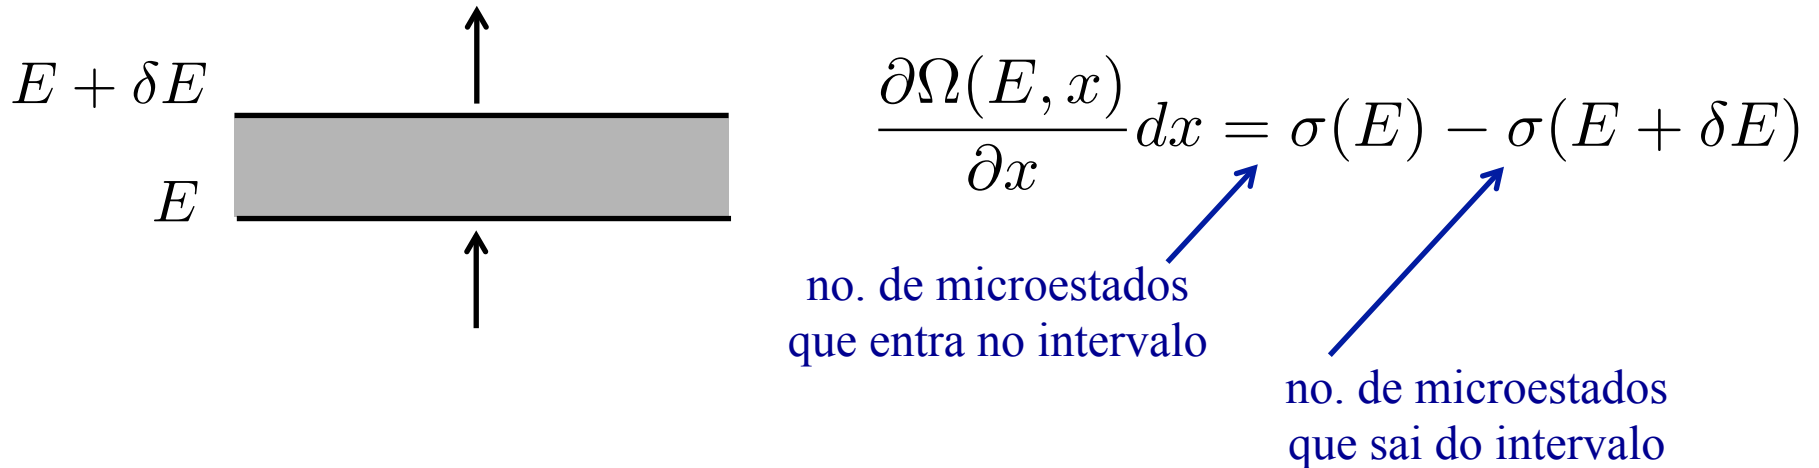 E + δE
E
∂Ω(E, x)
∂x
dx = σ(E) − σ(E + δE)
no. de microestados
que entra no intervalo
no. de microestados
que sai do intervalo